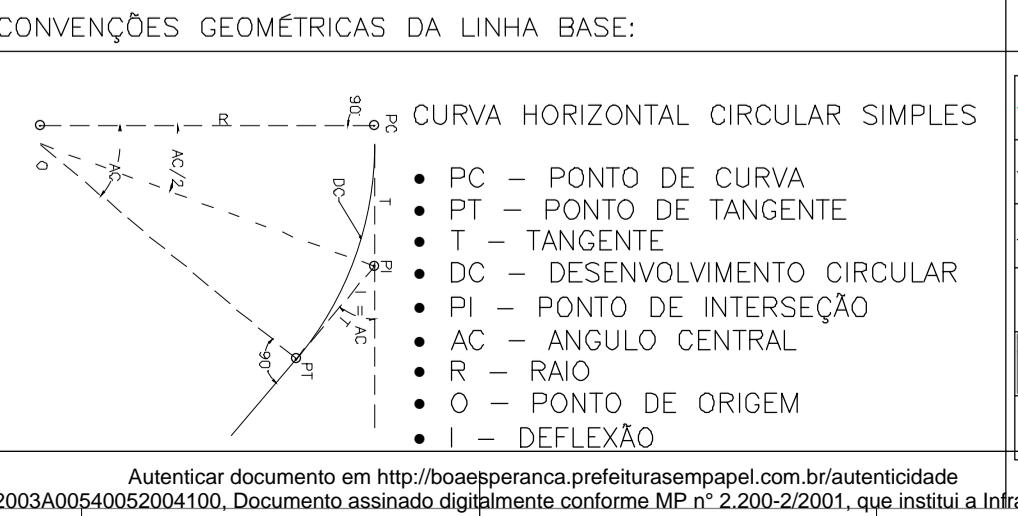 CONVENÇÕES GEOMÉTRICAS DA LINHA BASE:
R
90°
PC
CURVA HORIZONTAL CIRCULAR SIMPLES
O
AC
AC/2
DC
T
PI
I = AC
T
90°
PT
• PC – PONTO DE CURVA
• PT – PONTO DE TANGENTE
• T – TANGENTE
• DC – DESENVOLVIMENTO CIRCULAR
• PI – PONTO DE INTERSEÇÃO
• AC – ANGULO CENTRAL
• R – RAIO
• O – PONTO DE ORIGEM
• I – DEFLEXÃO
Autenticar documento em http://boaesperanca.prefeiturasempapel.com.br/autenticidade
2003A00540052004100, Documento assinado digitalmente conforme MP n° 2.200-2/2001, que institui a Infra